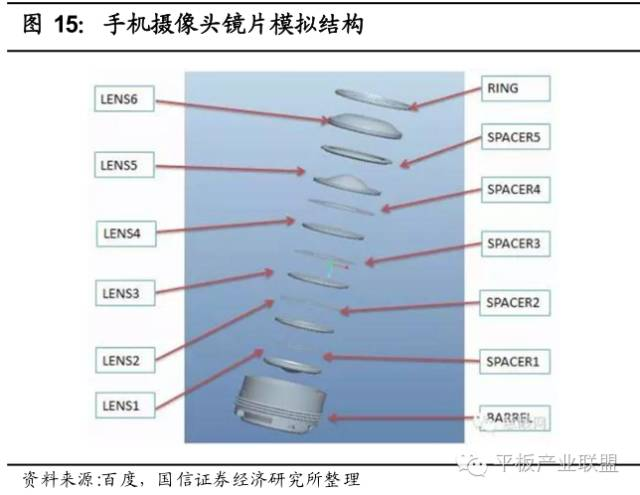 图 15: 手机摄像头镜片模拟结构
RING
LENS6
SPACER5
LENS5
SPACER4
LENS4
SPACER3
LENS3
SPACER2
LENS2
SPACER1
LENS1
BARREL
平板产业联盟
资料来源:百度，国信证券经济研究所整理